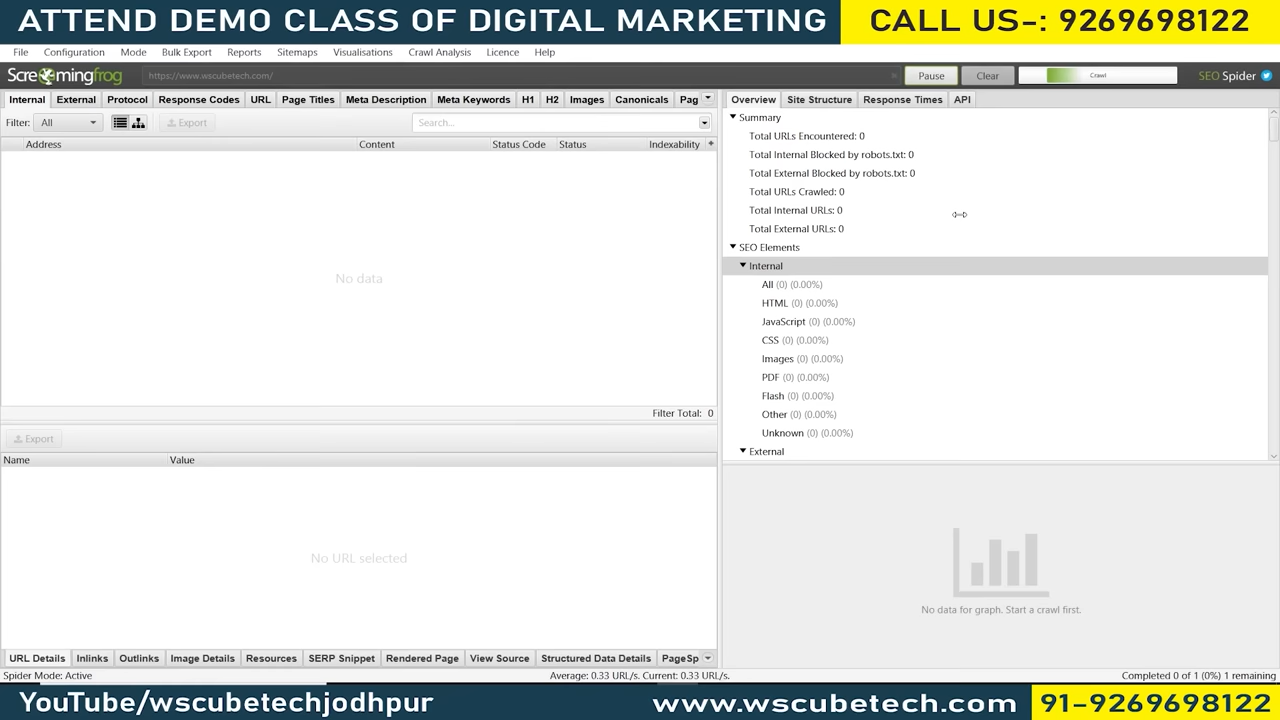 ATTEND DEMO CLASS OF DIGITAL MARKETING CALL US-: 9269698122
File Configuration Mode Bulk Export Reports Sitemaps Visualisations Crawl Analysis Licence Help
Screamingfrog https://www.wscubetech.com/ Pause Clear Crawl SEO Spider
Internal External Protocol Response Codes URL Page Titles Meta Description Meta Keywords H1 H2 Images Canonicals Pag
Overview Site Structure Response Times API
Filter: All Export Search...
Address Content Status Code Status Indexability
No data
Filter Total: 0
Summary
Total URLs Encountered: 0
Total Internal Blocked by robots.txt: 0
Total External Blocked by robots.txt: 0
Total URLs Crawled: 0
Total Internal URLs: 0
Total External URLs: 0
SEO Elements
Internal
All (0) (0.00%)
HTML (0) (0.00%)
JavaScript (0) (0.00%)
CSS (0) (0.00%)
Images (0) (0.00%)
PDF (0) (0.00%)
Flash (0) (0.00%)
Other (0) (0.00%)
Unknown (0) (0.00%)
External
Export
Name Value
No URL selected
No data for graph. Start a crawl first.
URL Details Inlinks Outlinks Image Details Resources SERP Snippet Rendered Page View Source Structured Data Details PageSp
Spider Mode: Active Average: 0.33 URL/s. Current: 0.33 URL/s. Completed 0 of 1 (0%) 1 remaining
YouTube/wscubetechjodhpur www.wscubetech.com 91-9269698122